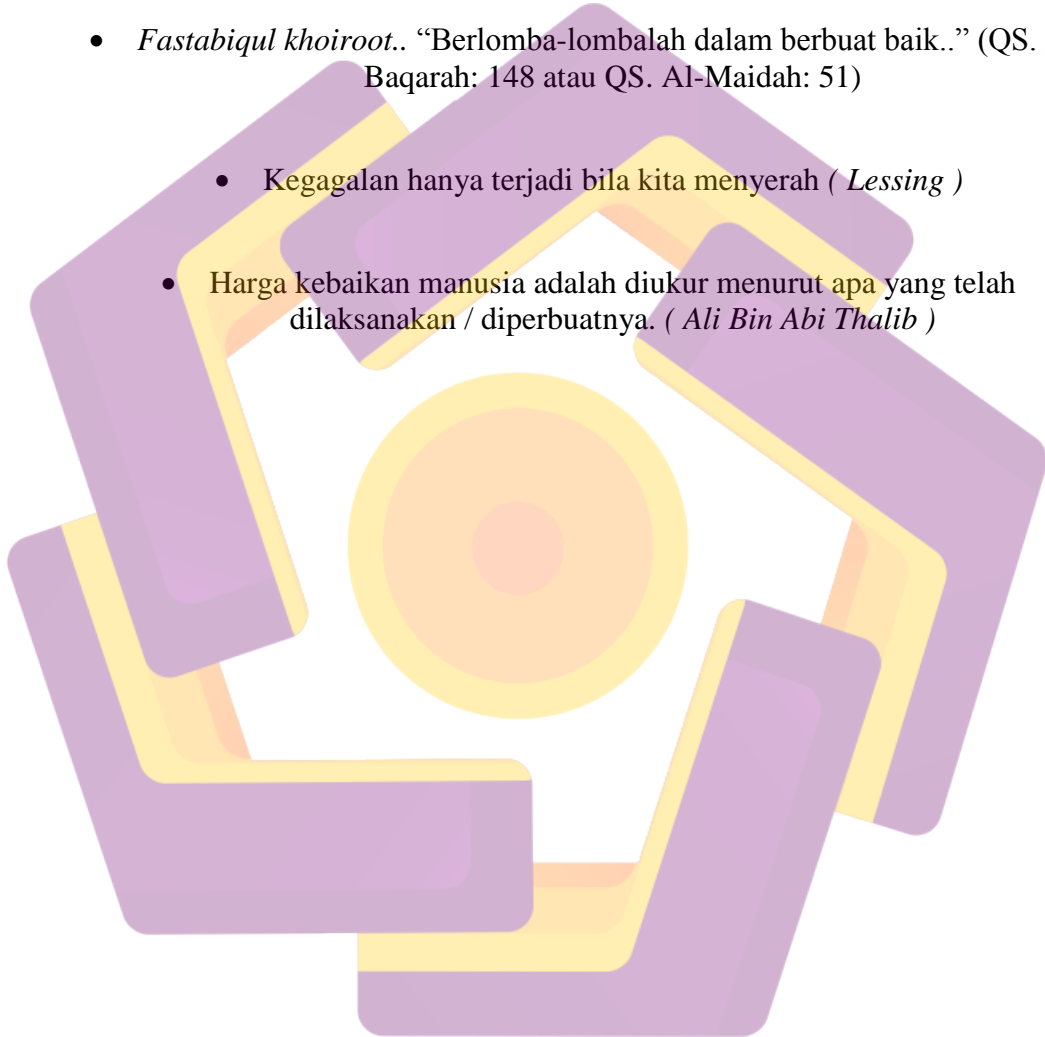 • Fastabiqul khoiroot.. “Berlomba-lombalah dalam berbuat baik..” (QS.
Baqarah: 148 atau QS. Al-Maidah: 51)
• Kegagalan hanya terjadi bila kita menyerah ( Lessing )
• Harga kebaikan manusia adalah diukur menurut apa yang telah
dilaksanakan / diperbuatnya. ( Ali Bin Abi Thalib )